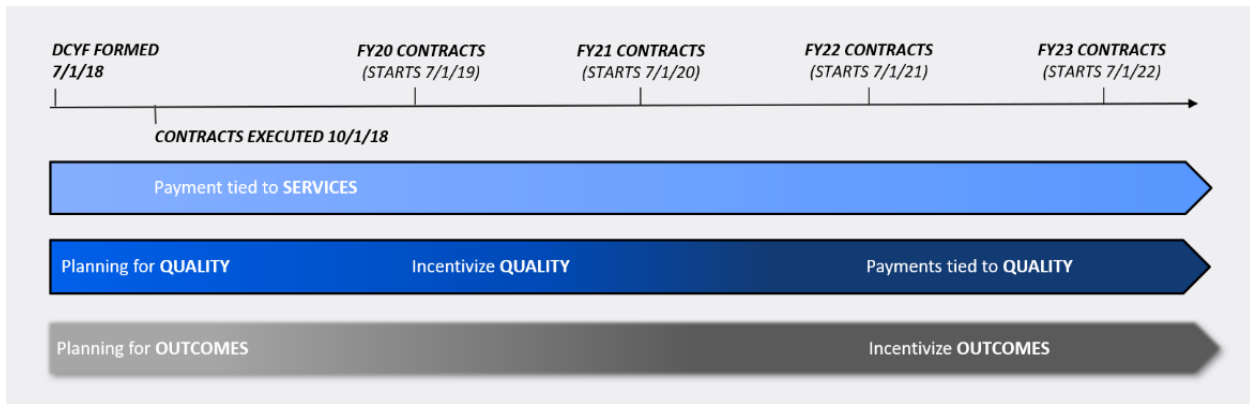 DCYF FORMED
7/1/18
FY20 CONTRACTS
(STARTS 7/1/19)
FY21 CONTRACTS
(STARTS 7/1/20)
FY22 CONTRACTS
(STARTS 7/1/21)
FY23 CONTRACTS
(STARTS 7/1/22)
CONTRACTS EXECUTED 10/1/18
Payment tied to SERVICES
Planning for QUALITY
Incentivize QUALITY
Payments tied to QUALITY
Planning for OUTCOMES
Incentivize OUTCOMES